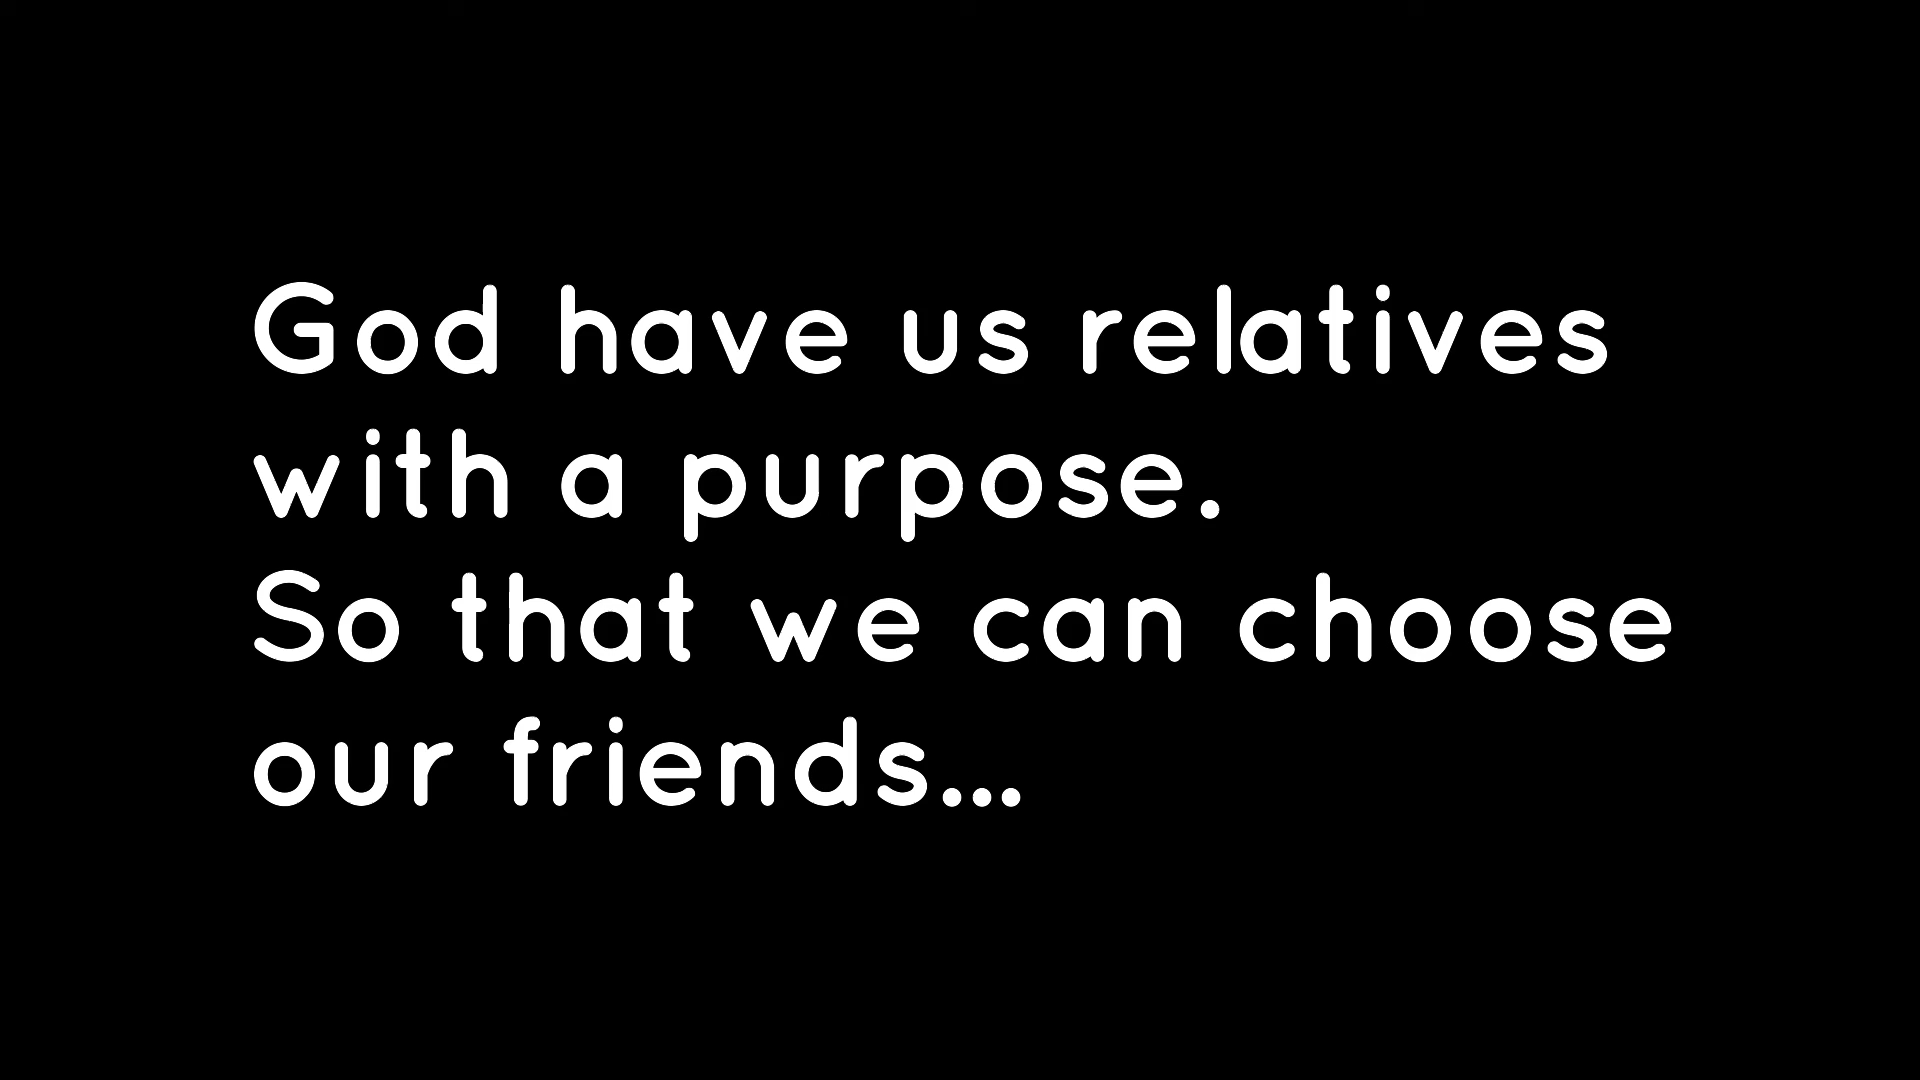 God have us relatives
with a purpose.
So that we can choose
our friends...